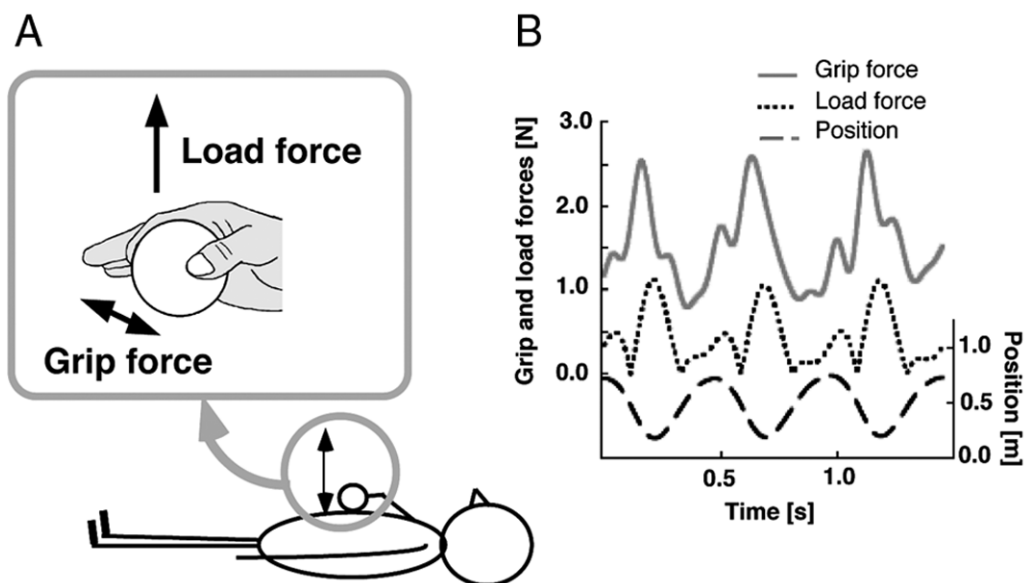 A
Load force
Grip force
B
Grip force
Load force
Position
Grip and load forces [N]
3.0
2.0
1.0
0.0
1.0
0.5
0.0
Position [m]
0.5
1.0
Time [s]